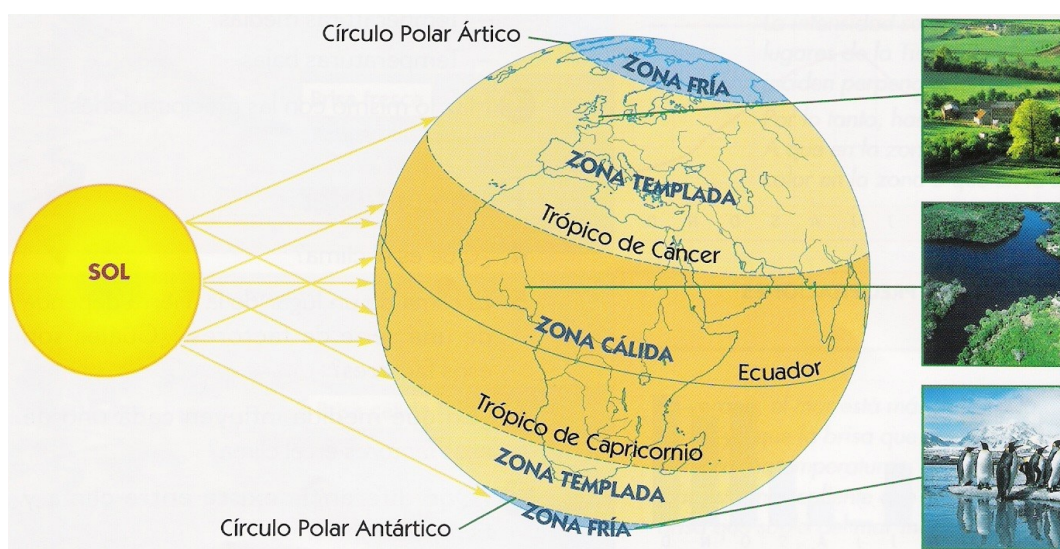 Círculo Polar Ártico
ZONA FRÍA
ZONA TEMPLADA
Trópico de Cáncer
SOL
ZONA CÁLIDA
Ecuador
Trópico de Capricornio
ZONA TEMPLADA
Círculo Polar Antártico
ZONA FRÍA